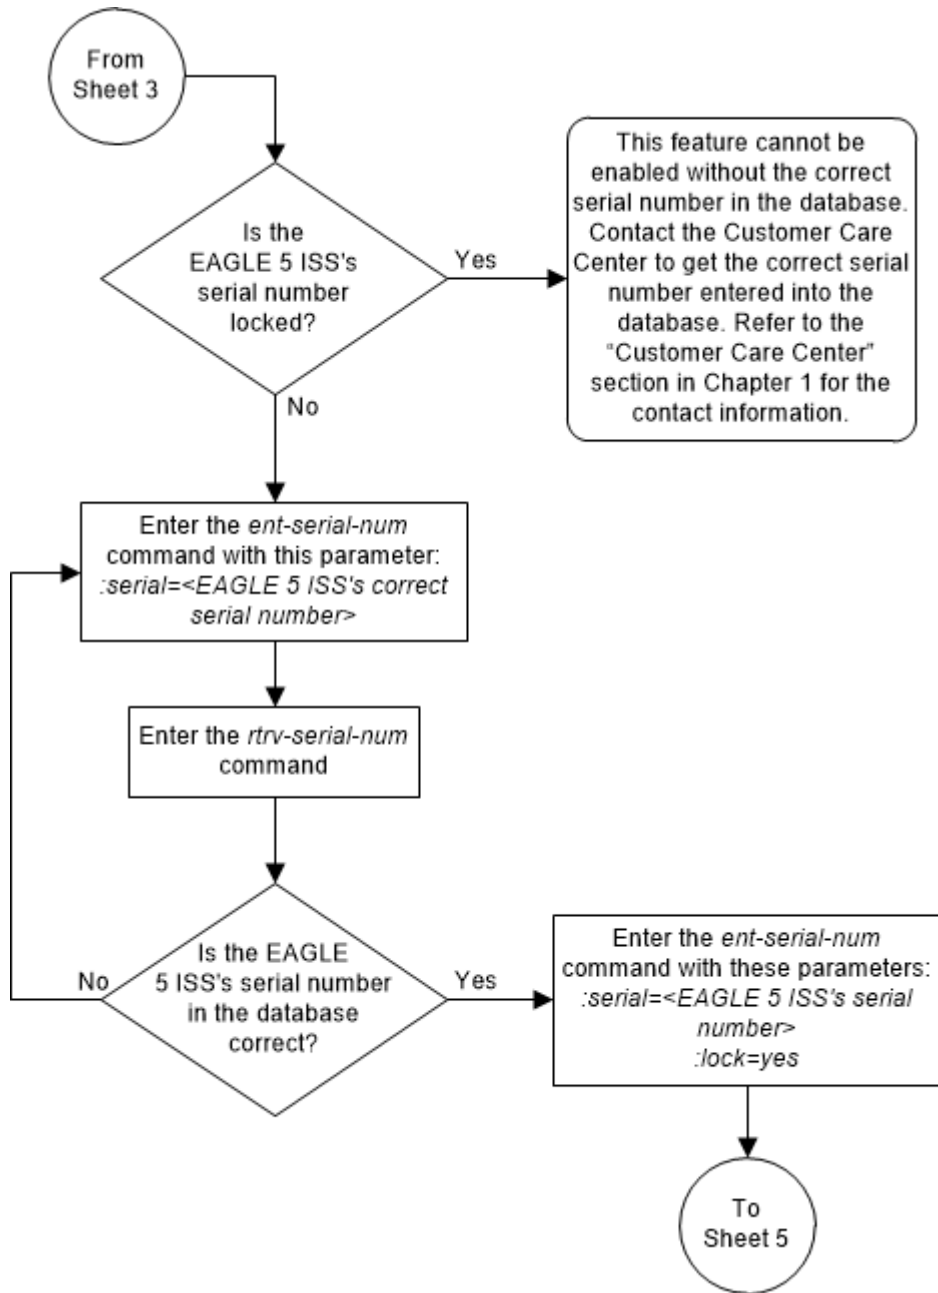 From
Sheet 3
Is the
EAGLE 5 ISS's
serial number
locked?
Yes
This feature cannot be
enabled without the correct
serial number in the database.
Contact the Customer Care
Center to get the correct serial
number entered into the
database. Refer to the
“Customer Care Center”
section in Chapter 1 for the
contact information.
No
Enter the ent-serial-num
command with this parameter:
:serial=<EAGLE 5 ISS's correct
serial number>
Enter the rtrv-serial-num
command
Is the EAGLE
5 ISS's serial number
in the database
correct?
No
Yes
Enter the ent-serial-num
command with these parameters:
:serial=<EAGLE 5 ISS's serial
number>
:lock=yes
To
Sheet 5